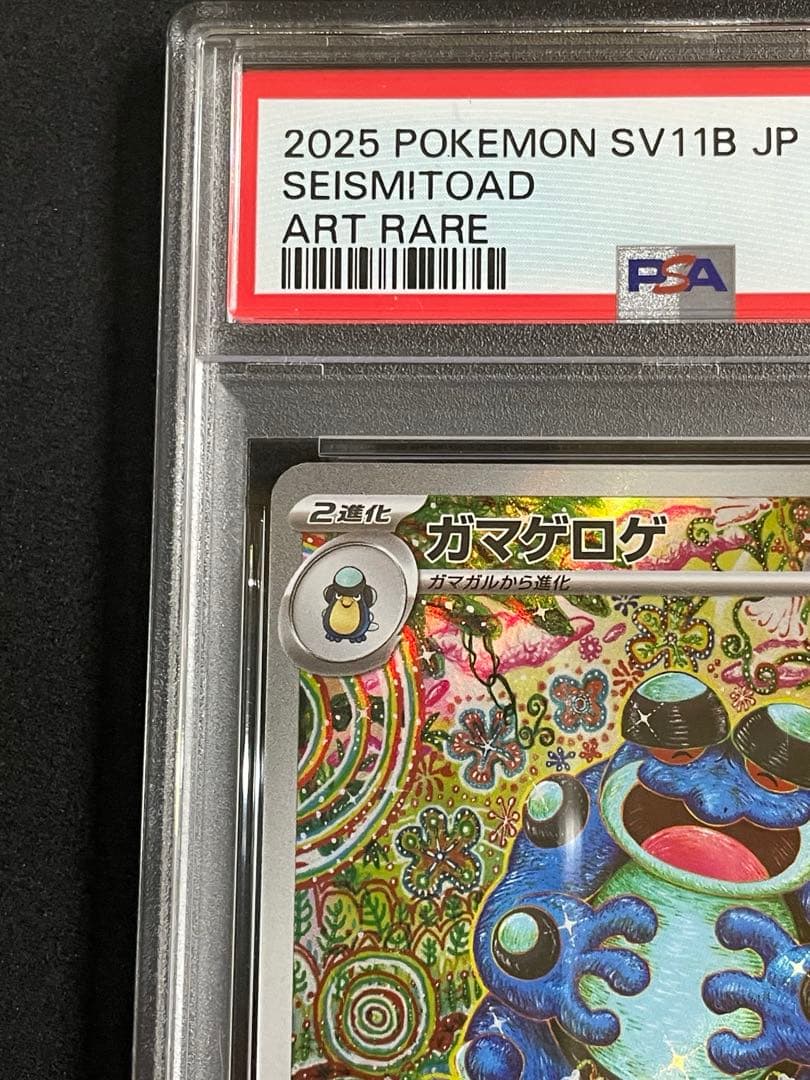 2025 POKEMON SV11B JP
SEISMITOAD
ART RARE
PSA
2進化
ガマゲロゲ
ガマガルから進化